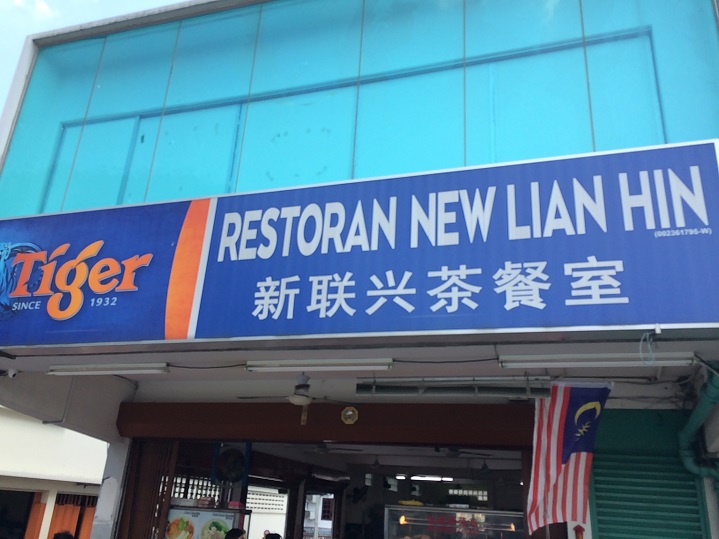 Tiger
SINCE 1932
RESTORAN NEW LIAN HIN
(002361796-W)
新联兴茶餐室